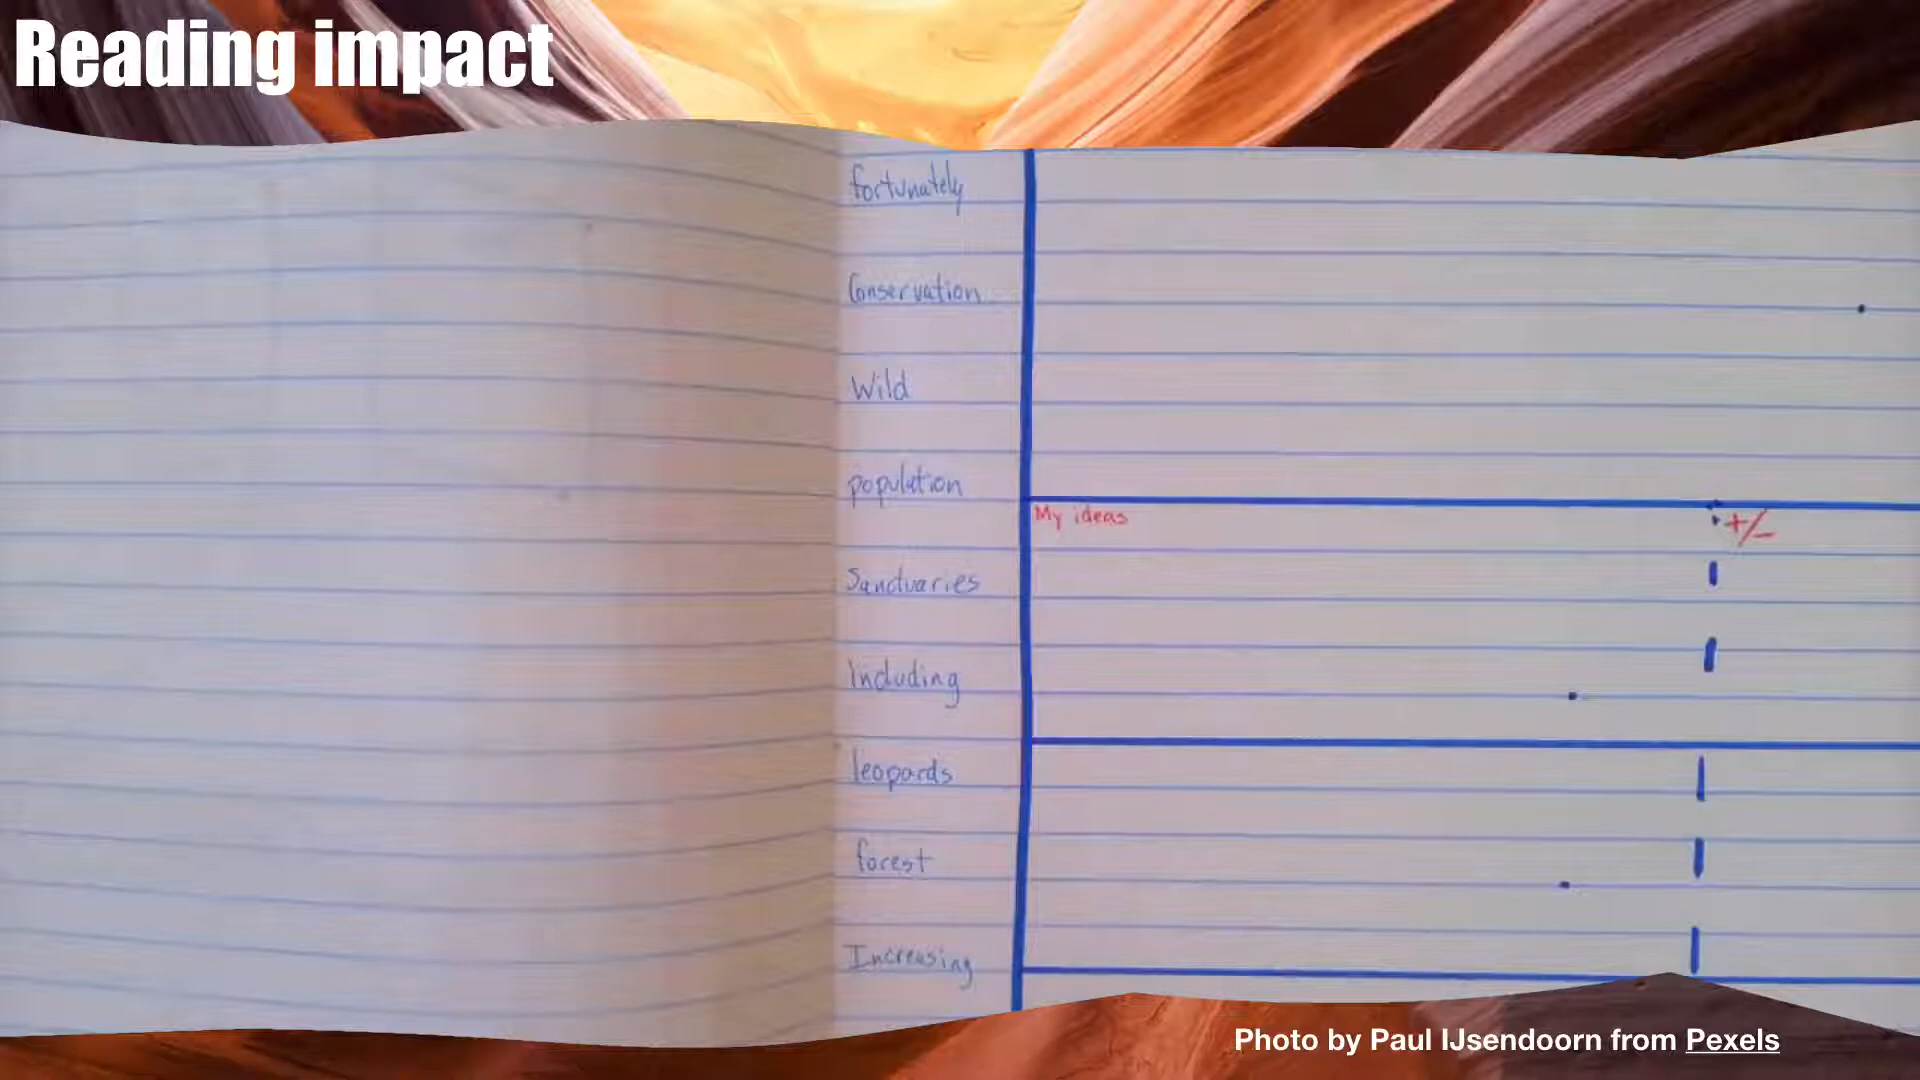 Reading impact
fortunately
Conservation
Wild
population
My ideas
+/-
Sanctuaries
Including
leopards
forest
Increasing
Photo by Paul IJsendoorn from Pexels